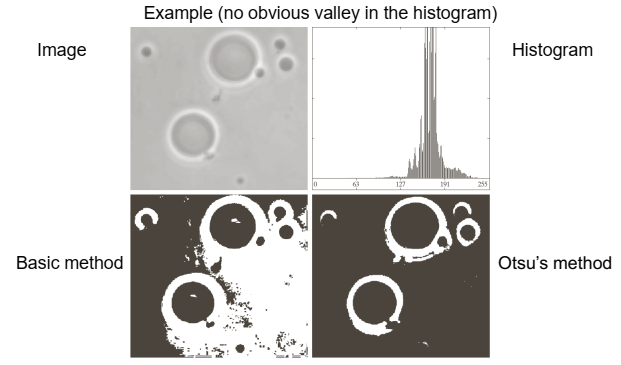 Example (no obvious valley in the histogram)
Image
Histogram
0 63 127 191 255
Basic method
Otsu's method